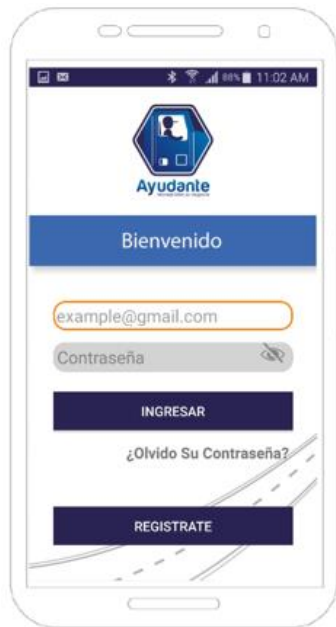 88% 11:02 AM
Ayudante
Bienvenido
example@gmail.com
Contraseña
INGRESAR
¿Olvido Su Contraseña?
REGISTRATE